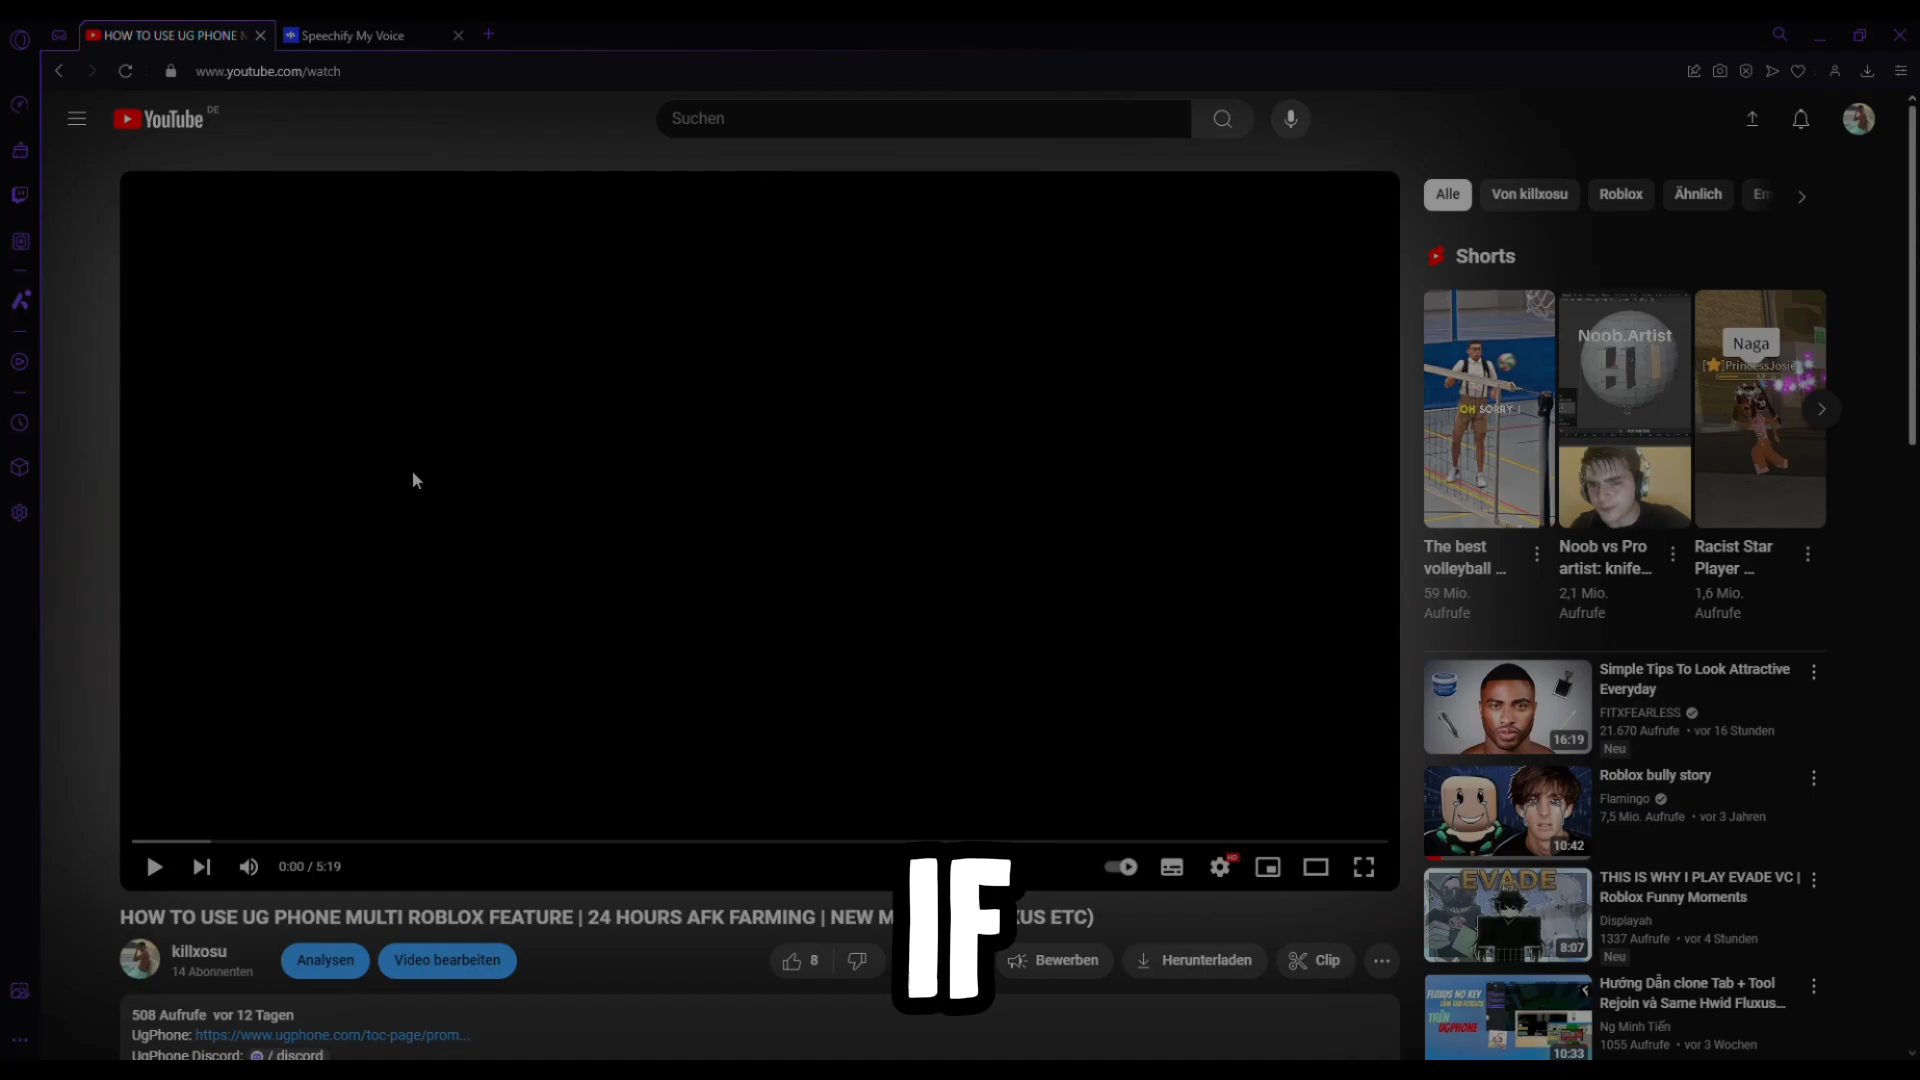 HOW TO USE UG PHONE M
Speechify My Voice
www.youtube.com/watch
YouTube DE
Suchen
Alle
Von killxosu
Roblox
Ähnlich
Shorts
OH SORRY I
Noob.Artist
Naga
[⭐]PrincessJosie
The best
volleyball ...
59 Mio.
Aufrufe
Noob vs Pro
artist: knife...
2,1 Mio.
Aufrufe
Racist Star
Player ...
1,6 Mio.
Aufrufe
16:19
Simple Tips To Look Attractive
Everyday
FITXFEARLESS
21.670 Aufrufe • vor 16 Stunden
Neu
10:42
Roblox bully story
Flamingo
7,5 Mio. Aufrufe • vor 3 Jahren
EVADE
8:07
THIS IS WHY I PLAY EVADE VC |
Roblox Funny Moments
Displayah
1337 Aufrufe • vor 4 Stunden
Neu
FLUXUS NO KEY
TRÊN
UGPHONE
10:33
Hướng Dẫn clone Tab + Tool
Rejoin và Same Hwid Fluxus...
Ng Minh Tiến
1055 Aufrufe • vor 3 Wochen
0:00 / 5:19
HD
IF
HOW TO USE UG PHONE MULTI ROBLOX FEATURE | 24 HOURS AFK FARMING | NEW M US ETC)
killxosu
14 Abonnenten
Analysen
Video bearbeiten
8
Bewerben
Herunterladen
Clip
508 Aufrufe vor 12 Tagen
UgPhone: https://www.ugphone.com/toc-page/prom...
UgPhone Discord: / discord